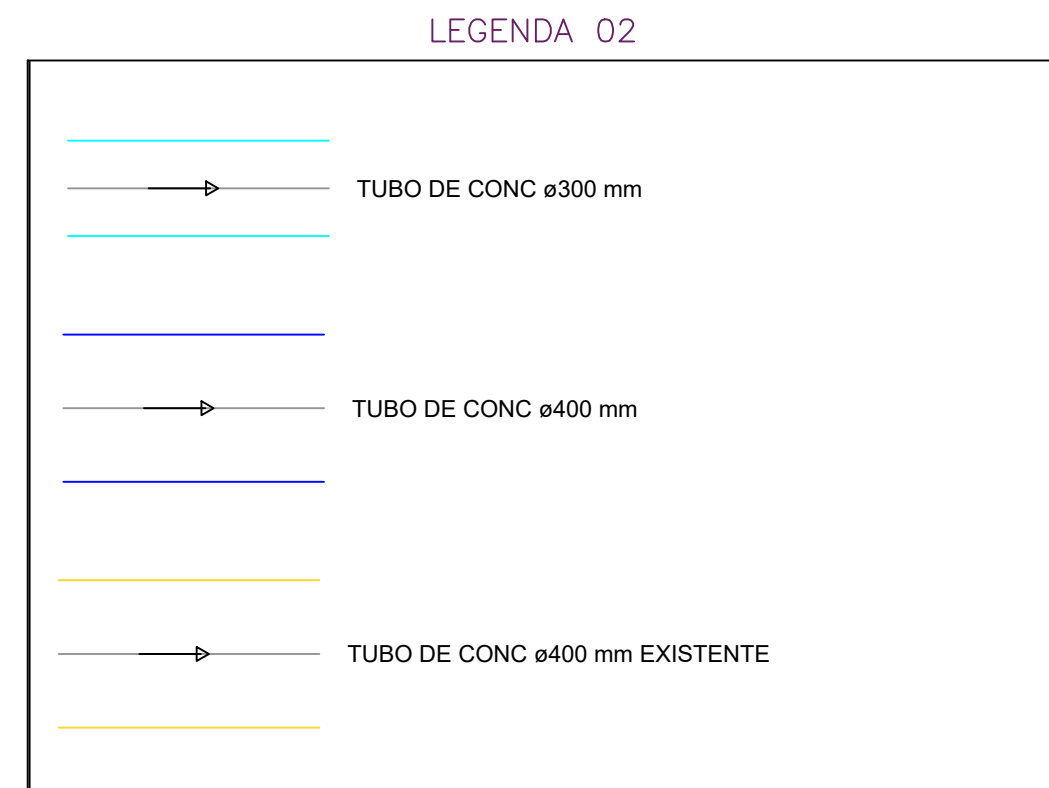 LEGENDA 02
TUBO DE CONC ø300 mm
TUBO DE CONC ø400 mm
TUBO DE CONC ø400 mm EXISTENTE